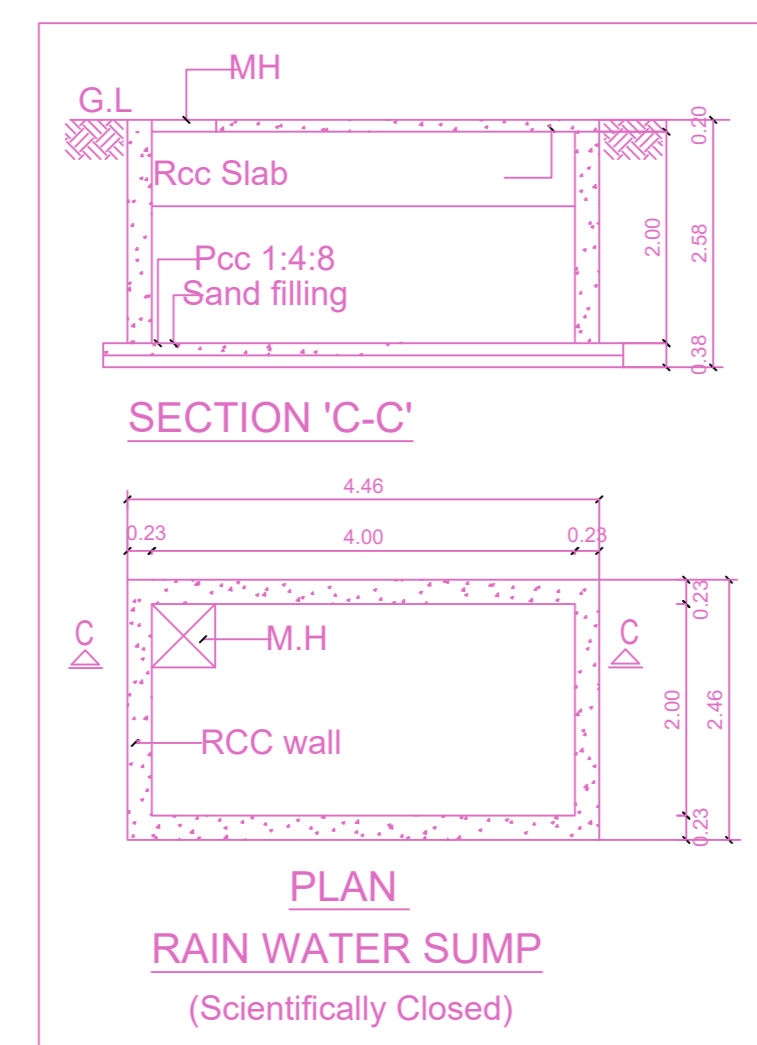 MH
G.L
Rcc Slab
Pcc 1:4:8
Sand filling
0.20
2.00
2.58
0.38
SECTION 'C-C'
4.46
0.23
4.00
0.23
C
C
M.H
RCC wall
0.23
2.00
2.46
0.23
PLAN
RAIN WATER SUMP
(Scientifically Closed)